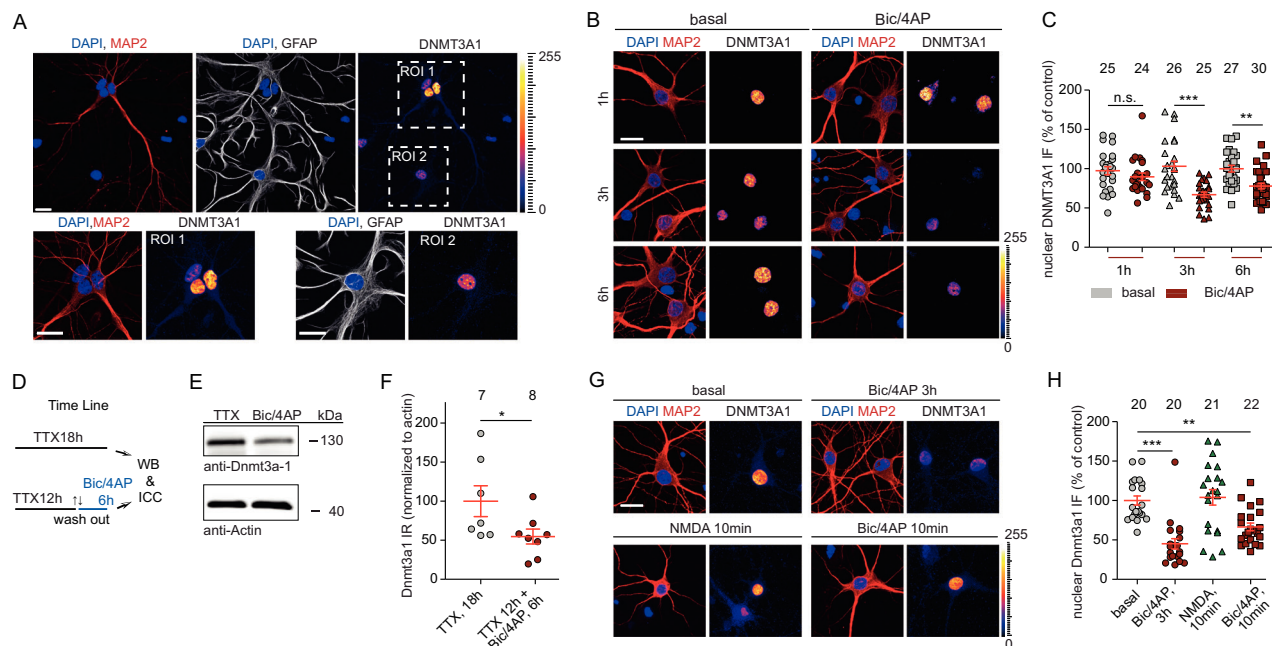 A
DAPI, MAP2
DAPI, GFAP
DNMT3A1
ROI 1
ROI 2
255
0
DAPI,MAP2
DNMT3A1
ROI 1
DAPI, GFAP
DNMT3A1
ROI 2
B
basal
Bic/4AP
DAPI MAP2
DNMT3A1
DAPI MAP2
DNMT3A1
1h
3h
6h
255
0
C
25 24 26 25 27 30
n.s.
***
**
nuclear DNMT3A1 IF (% of control)
200
150
100
50
0
1h
3h
6h
basal
Bic/4AP
D
Time Line
TTX18h
TTX12h
↑↓
Bic/4AP
6h
wash out
WB
&
ICC
E
TTX Bic/4AP kDa
130
anti-Dnmt3a-1
40
anti-Actin
F
7 8
*
Dnmt3a1 IR (normalized to actin)
200
150
100
50
0
TTX, 18h
TTX 12h +
Bic/4AP, 6h
G
basal
Bic/4AP 3h
DAPI MAP2
DNMT3A1
DAPI MAP2
DNMT3A1
NMDA 10min
Bic/4AP 10min
255
0
H
20 20 21 22
**
***
nuclear Dnmt3a1 IF (% of control)
200
150
100
50
0
basal
Bic/4AP,
3h
NMDA,
10min
Bic/4AP,
10min